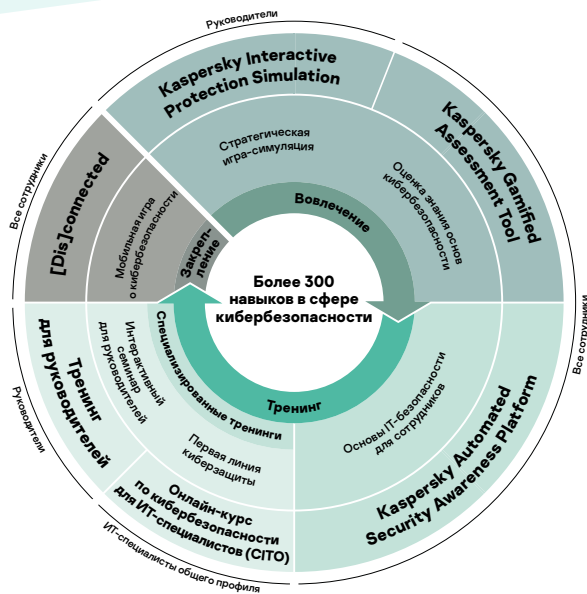 Руководители
Kaspersky Interactive
Protection Simulation
Стратегическая
игра-симуляция
Kaspersky Gamified
Assessment Tool
Оценка знания основ
кибербезопасности
Вовлечение
Все сотрудники
[Dis]connected
Мобильная игра
о кибербезопасности
Закреп-
ление
Более 300
навыков в сфере
кибербезопасности
Все сотрудники
Kaspersky Automated
Security Awareness Platform
Основы IT-безопасности
для сотрудников
Тренинг
Специализированные тренинги
Руководители
Тренинг
для руководителей
Интерактивный
семинар
для руководителей
Первая линия
киберзащиты
Онлайн-курс
по кибербезопасности
для ИТ-специалистов (CITO)
ИТ-специалисты общего профиля